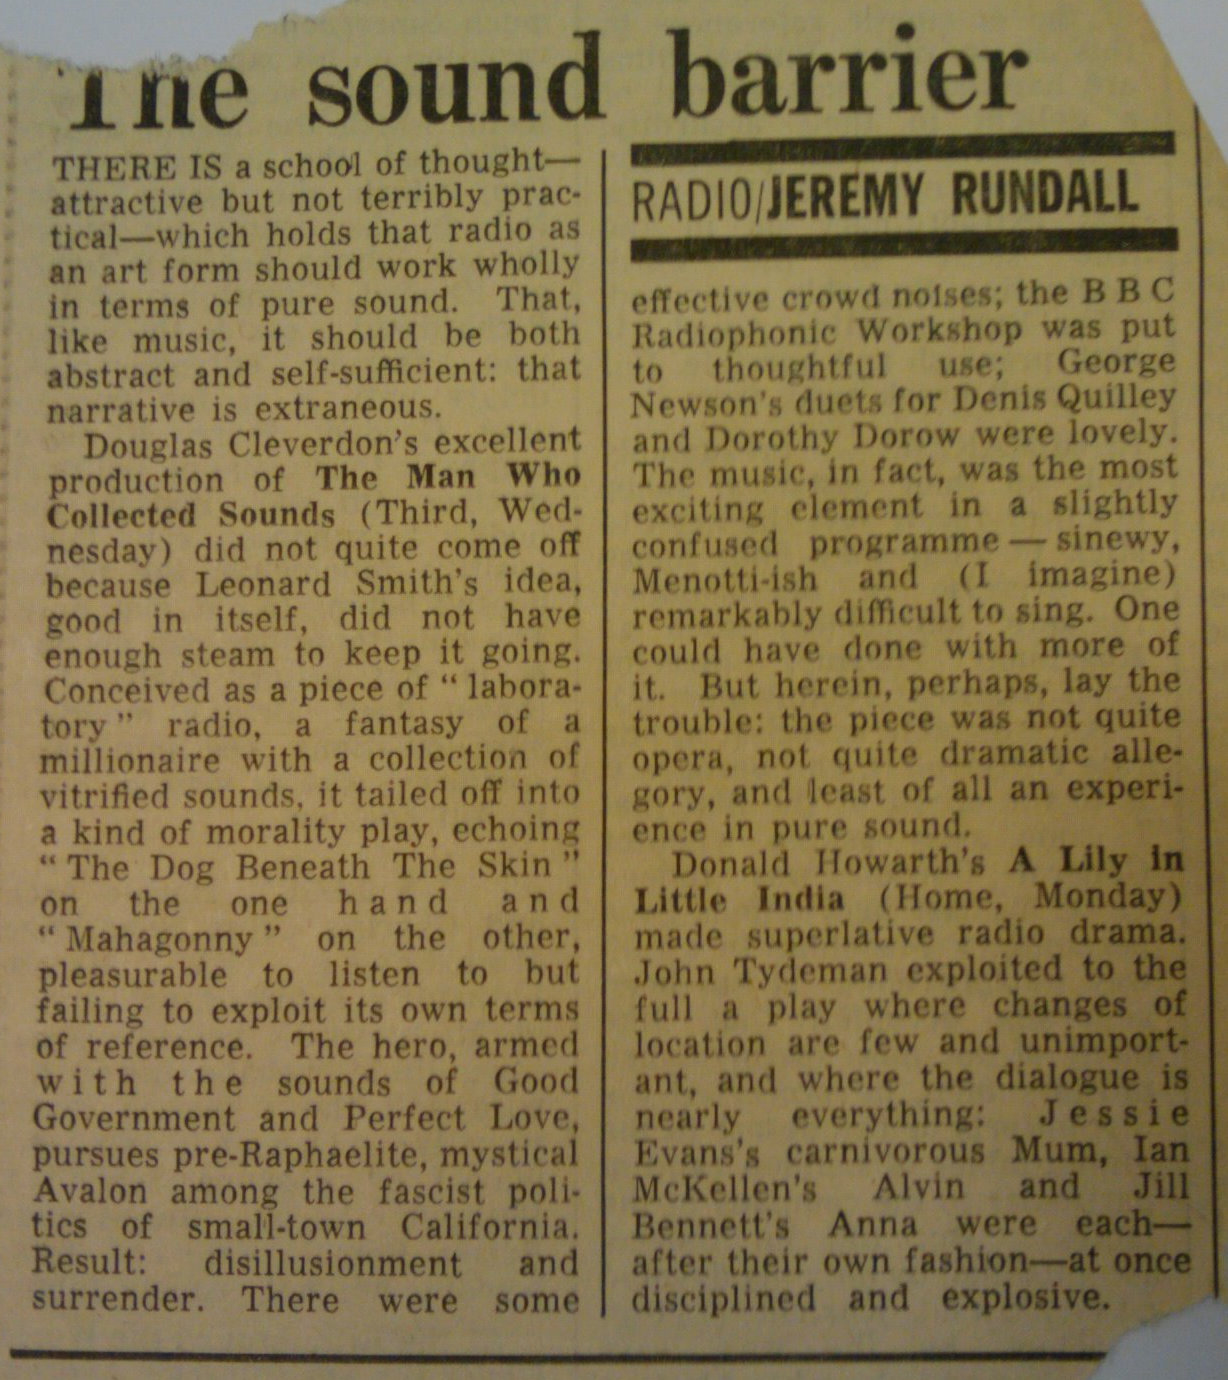 The sound barrier
THERE IS a school of thought—
attractive but not terribly prac-
tical—which holds that radio as
an art form should work wholly
in terms of pure sound. That,
like music, it should be both
abstract and self-sufficient: that
narrative is extraneous.
Douglas Cleverdon's excellent
production of The Man Who
Collected Sounds (Third, Wed-
nesday) did not quite come off
because Leonard Smith's idea,
good in itself, did not have
enough steam to keep it going.
Conceived as a piece of “labora-
tory” radio, a fantasy of a
millionaire with a collection of
vitrified sounds, it tailed off into
a kind of morality play, echoing
“The Dog Beneath The Skin”
on the one hand and
“Mahagonny” on the other,
pleasurable to listen to but
failing to exploit its own terms
of reference. The hero, armed
with the sounds of Good
Government and Perfect Love,
pursues pre-Raphaelite, mystical
Avalon among the fascist poli-
tics of small-town California.
Result: disillusionment and
surrender. There were some
RADIO/JEREMY RUNDALL
effective crowd noises; the BBC
Radiophonic Workshop was put
to thoughtful use; George
Newson's duets for Denis Quilley
and Dorothy Dorow were lovely.
The music, in fact, was the most
exciting element in a slightly
confused programme — sinewy,
Menotti-ish and (I imagine)
remarkably difficult to sing. One
could have done with more of
it. But herein, perhaps, lay the
trouble: the piece was not quite
opera, not quite dramatic alle-
gory, and least of all an experi-
ence in pure sound.
Donald Howarth's A Lily in
Little India (Home, Monday)
made superlative radio drama.
John Tydeman exploited to the
full a play where changes of
location are few and unimport-
ant, and where the dialogue is
nearly everything: Jessie
Evans's carnivorous Mum, Ian
McKellen's Alvin and Jill
Bennett's Anna were each—
after their own fashion—at once
disciplined and explosive.